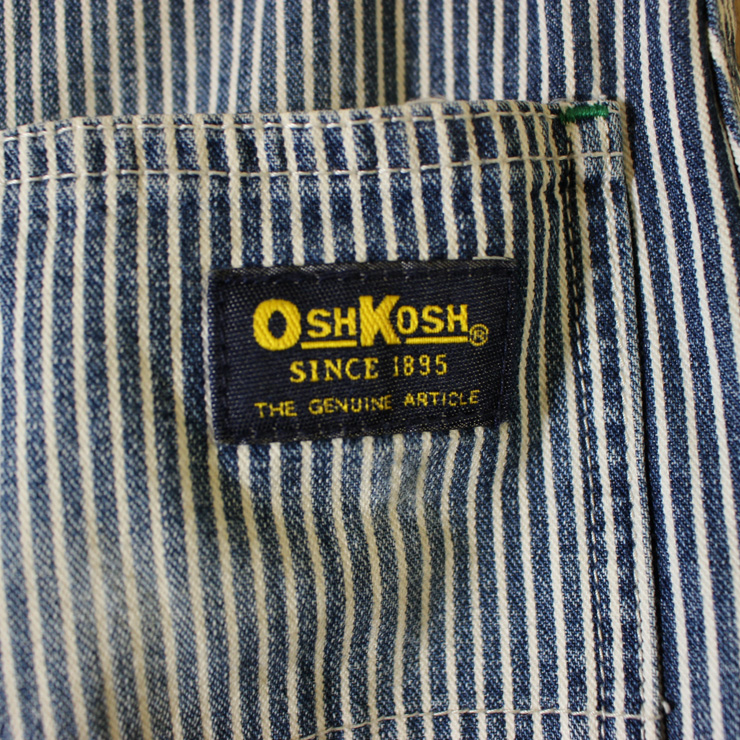 OSHKOSH®
SINCE 1895
THE GENUINE ARTICLE